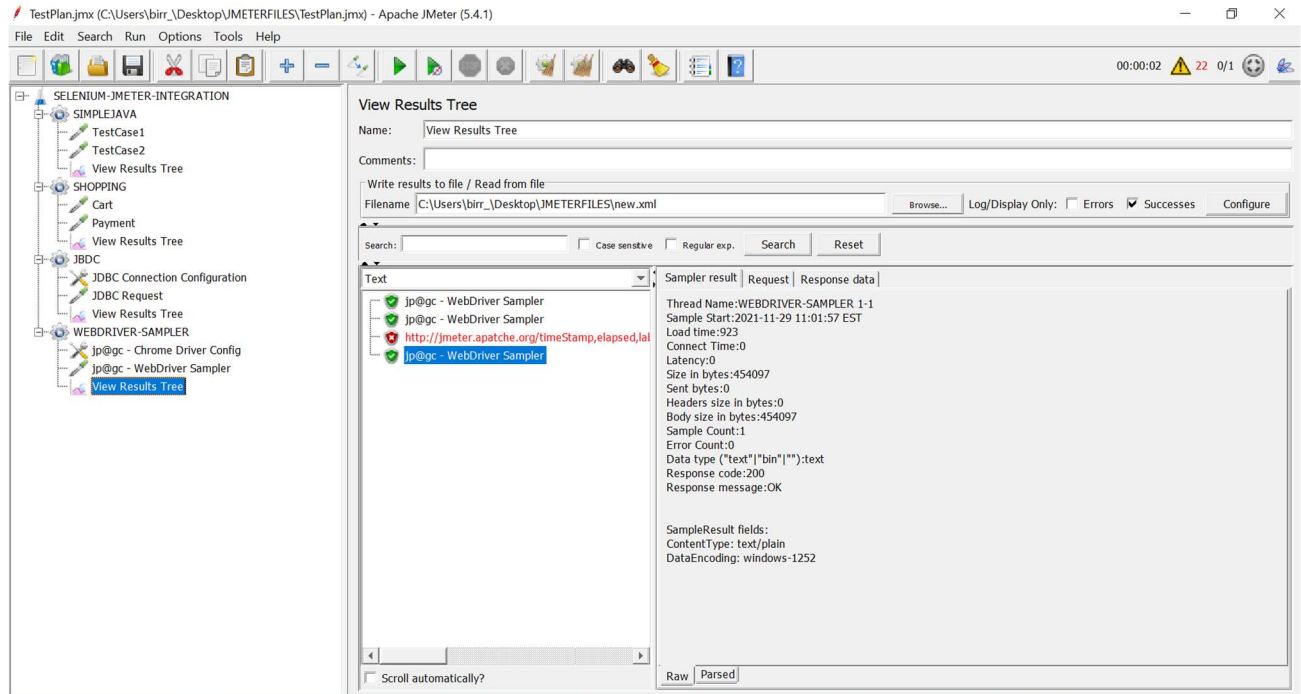 TestPlan.jmx (C:\Users\birr_\Desktop\JMETERFILES\TestPlan.jmx) - Apache JMeter (5.4.1)
File Edit Search Run Options Tools Help
00:00:02 22 0/1
SELENIUM-JMETER-INTEGRATION
SIMPLEJAVA
TestCase1
TestCase2
View Results Tree
SHOPPING
Cart
Payment
View Results Tree
JBDC
JDBC Connection Configuration
JDBC Request
View Results Tree
WEBDRIVER-SAMPLER
jp@gc - Chrome Driver Config
jp@gc - WebDriver Sampler
View Results Tree
View Results Tree
Name: View Results Tree
Comments:
Write results to file / Read from file
Filename C:\Users\birr_\Desktop\JMETERFILES\new.xml Browse... Log/Display Only: Errors Successes Configure
Search: Case sensitive Regular exp. Search Reset
Text
jp@gc - WebDriver Sampler
jp@gc - WebDriver Sampler
http://jmeter.apatche.org/timeStamp,elapsed,lal
jp@gc - WebDriver Sampler
Scroll automatically?
Sampler result Request Response data
Thread Name:WEBDRIVER-SAMPLER 1-1
Sample Start:2021-11-29 11:01:57 EST
Load time:923
Connect Time:0
Latency:0
Size in bytes:454097
Sent bytes:0
Headers size in bytes:0
Body size in bytes:454097
Sample Count:1
Error Count:0
Data type ("text"|"bin"|""):text
Response code:200
Response message:OK
SampleResult fields:
ContentType: text/plain
DataEncoding: windows-1252
Raw Parsed